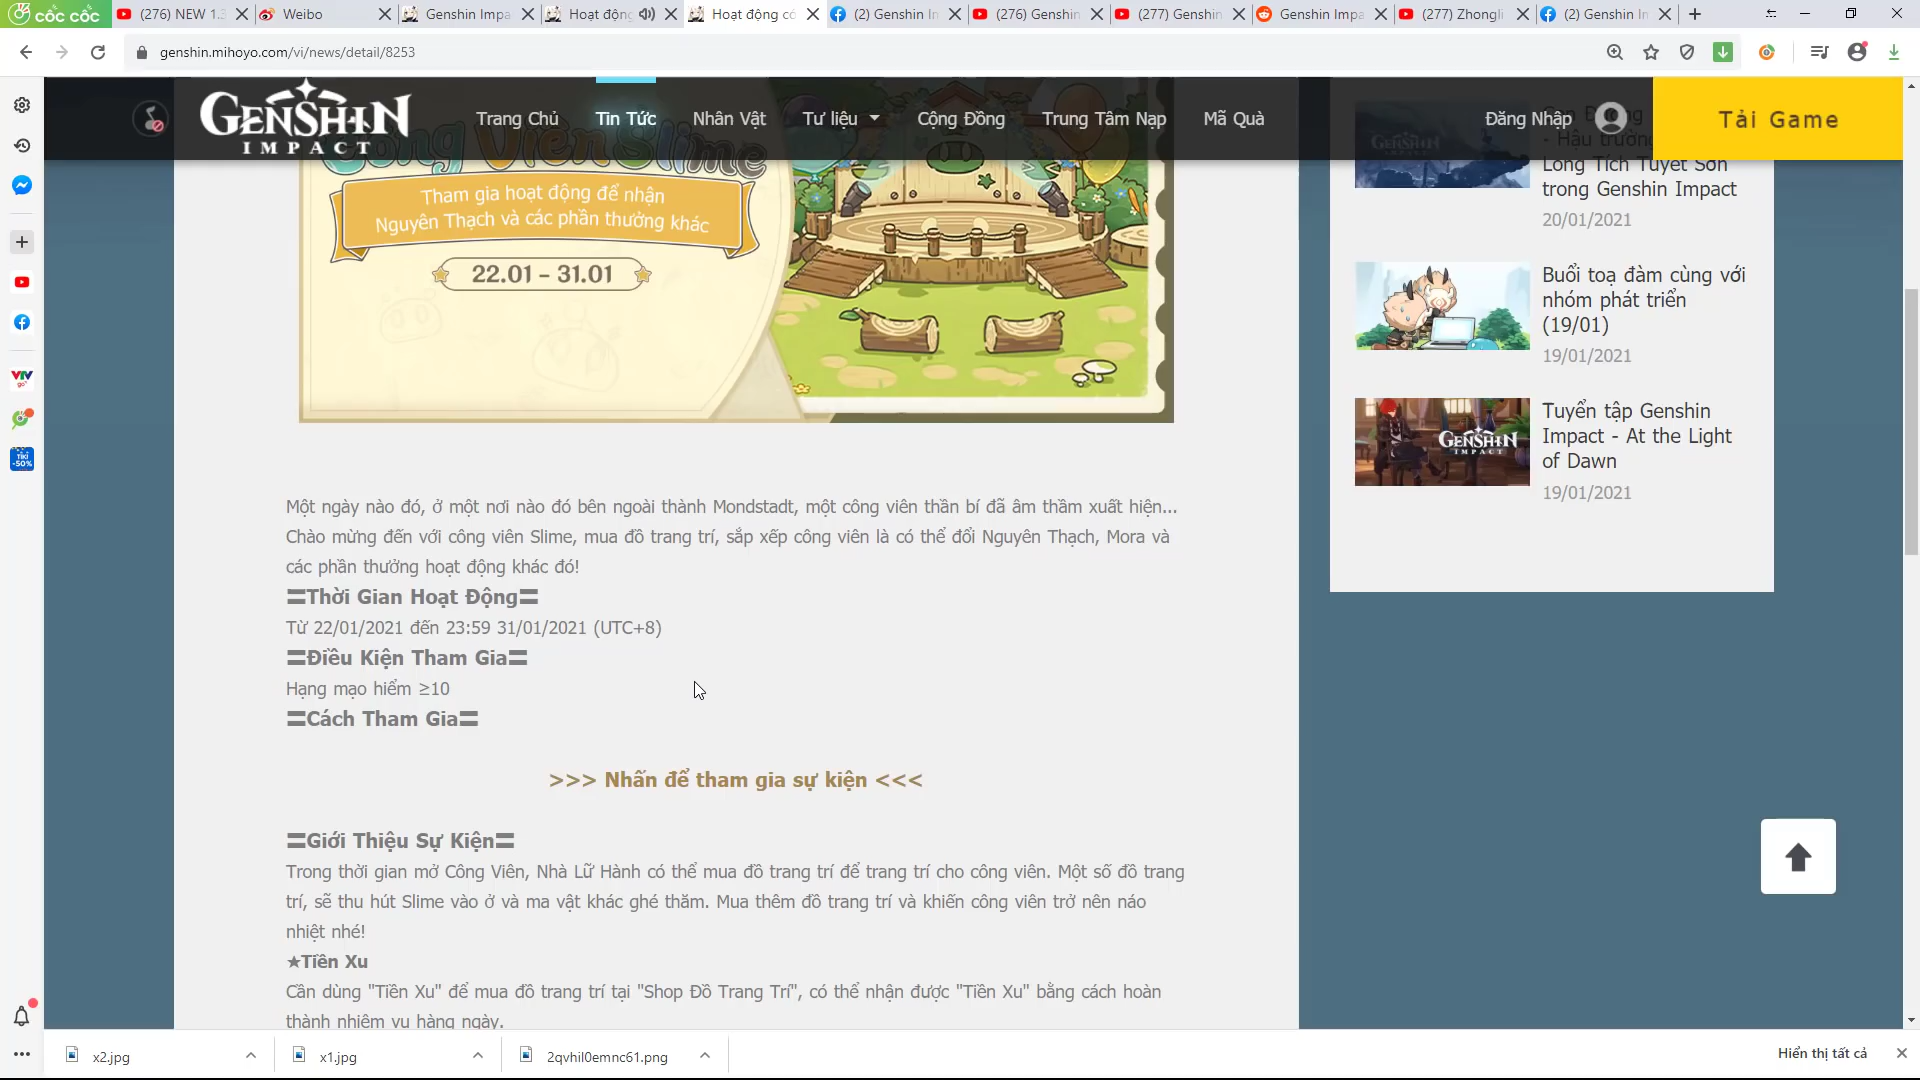 cốc cốc
(276) NEW 1.3
Weibo
Genshin Impa
Hoạt động
Hoạt động cộ
(2) Genshin In
(276) Genshin
(277) Genshin
Genshin Impa
(277) Zhongli
(2) Genshin In
genshin.mihoyo.com/vi/news/detail/8253
GENSHIN
IMPACT
Trang Chủ
Tin Tức
Nhân Vật
Tư liệu
Cộng Đồng
Trung Tâm Nạp
Mã Quà
Đăng Nhập
Tải Game
Công Viên Slime
Tham gia hoạt động để nhận
Nguyên Thạch và các phần thưởng khác
22.01 - 31.01
- Hậu trường
Long Tích Tuyết Sơn
trong Genshin Impact
20/01/2021
Buổi toạ đàm cùng với
nhóm phát triển
(19/01)
19/01/2021
GENSHIN
IMPACT
Tuyển tập Genshin
Impact - At the Light
of Dawn
19/01/2021
VTV
go
TIKI
-50%
Một ngày nào đó, ở một nơi nào đó bên ngoài thành Mondstadt, một công viên thần bí đã âm thầm xuất hiện...
Chào mừng đến với công viên Slime, mua đồ trang trí, sắp xếp công viên là có thể đổi Nguyên Thạch, Mora và
các phần thưởng hoạt động khác đó!
〓Thời Gian Hoạt Động〓
Từ 22/01/2021 đến 23:59 31/01/2021 (UTC+8)
〓Điều Kiện Tham Gia〓
Hạng mạo hiểm ≥10
〓Cách Tham Gia〓
>>> Nhấn để tham gia sự kiện <<<
〓Giới Thiệu Sự Kiện〓
Trong thời gian mở Công Viên, Nhà Lữ Hành có thể mua đồ trang trí để trang trí cho công viên. Một số đồ trang
trí, sẽ thu hút Slime vào ở và ma vật khác ghé thăm. Mua thêm đồ trang trí và khiến công viên trở nên náo
nhiệt nhé!
★Tiền Xu
Cần dùng "Tiền Xu" để mua đồ trang trí tại "Shop Đồ Trang Trí", có thể nhận được "Tiền Xu" bằng cách hoàn
thành nhiệm vụ hàng ngày.
x2.jpg
x1.jpg
2qvhil0emnc61.png
Hiển thị tất cả